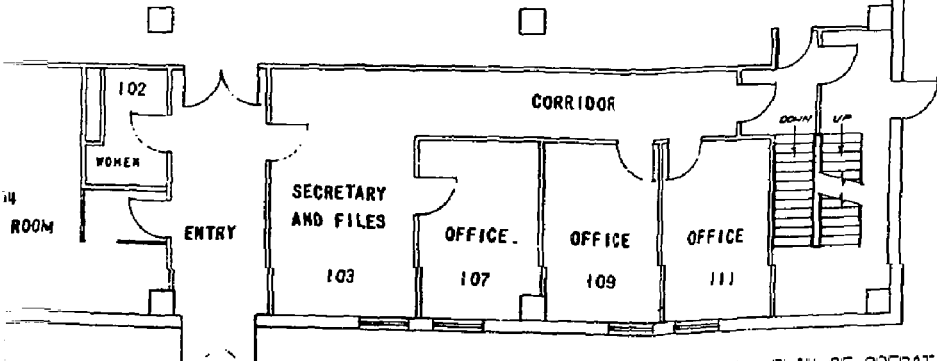 102
CORRIDOR
DOWN
UP
WOMEN
SECRETARY
AND FILES
ROOM
ENTRY
OFFICE
OFFICE
OFFICE
103
107
109
111